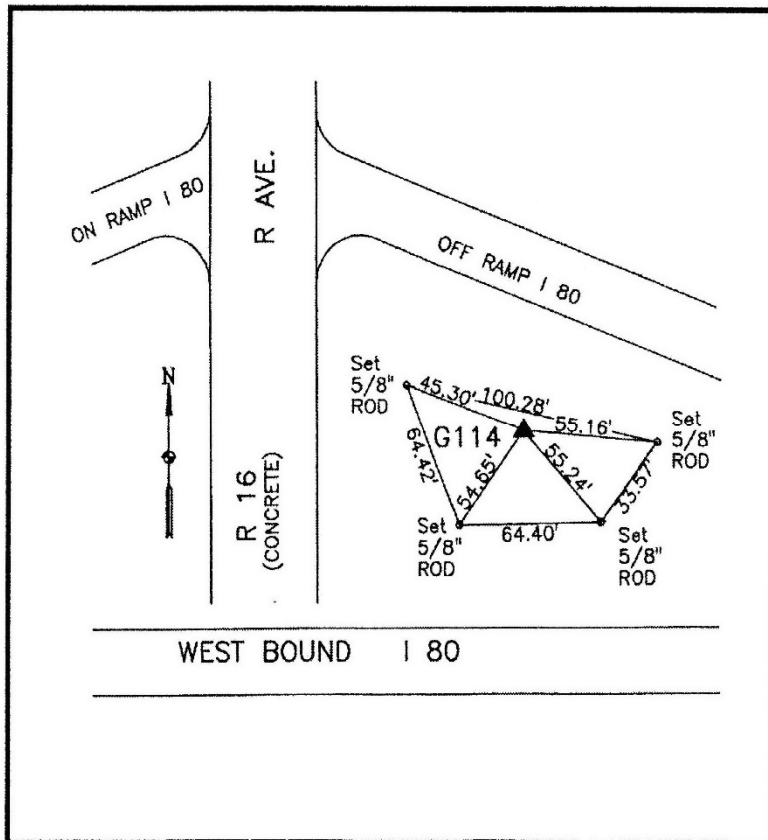 ON RAMP I 80
R AVE.
OFF RAMP I 80
N
R 16
(CONCRETE)
Set
5/8"
ROD
45.30'
100.28'
55.16'
Set
5/8"
ROD
G114
64.42'
54.65'
55.24'
33.57'
Set
5/8"
ROD
64.40'
Set
5/8"
ROD
WEST BOUND I 80